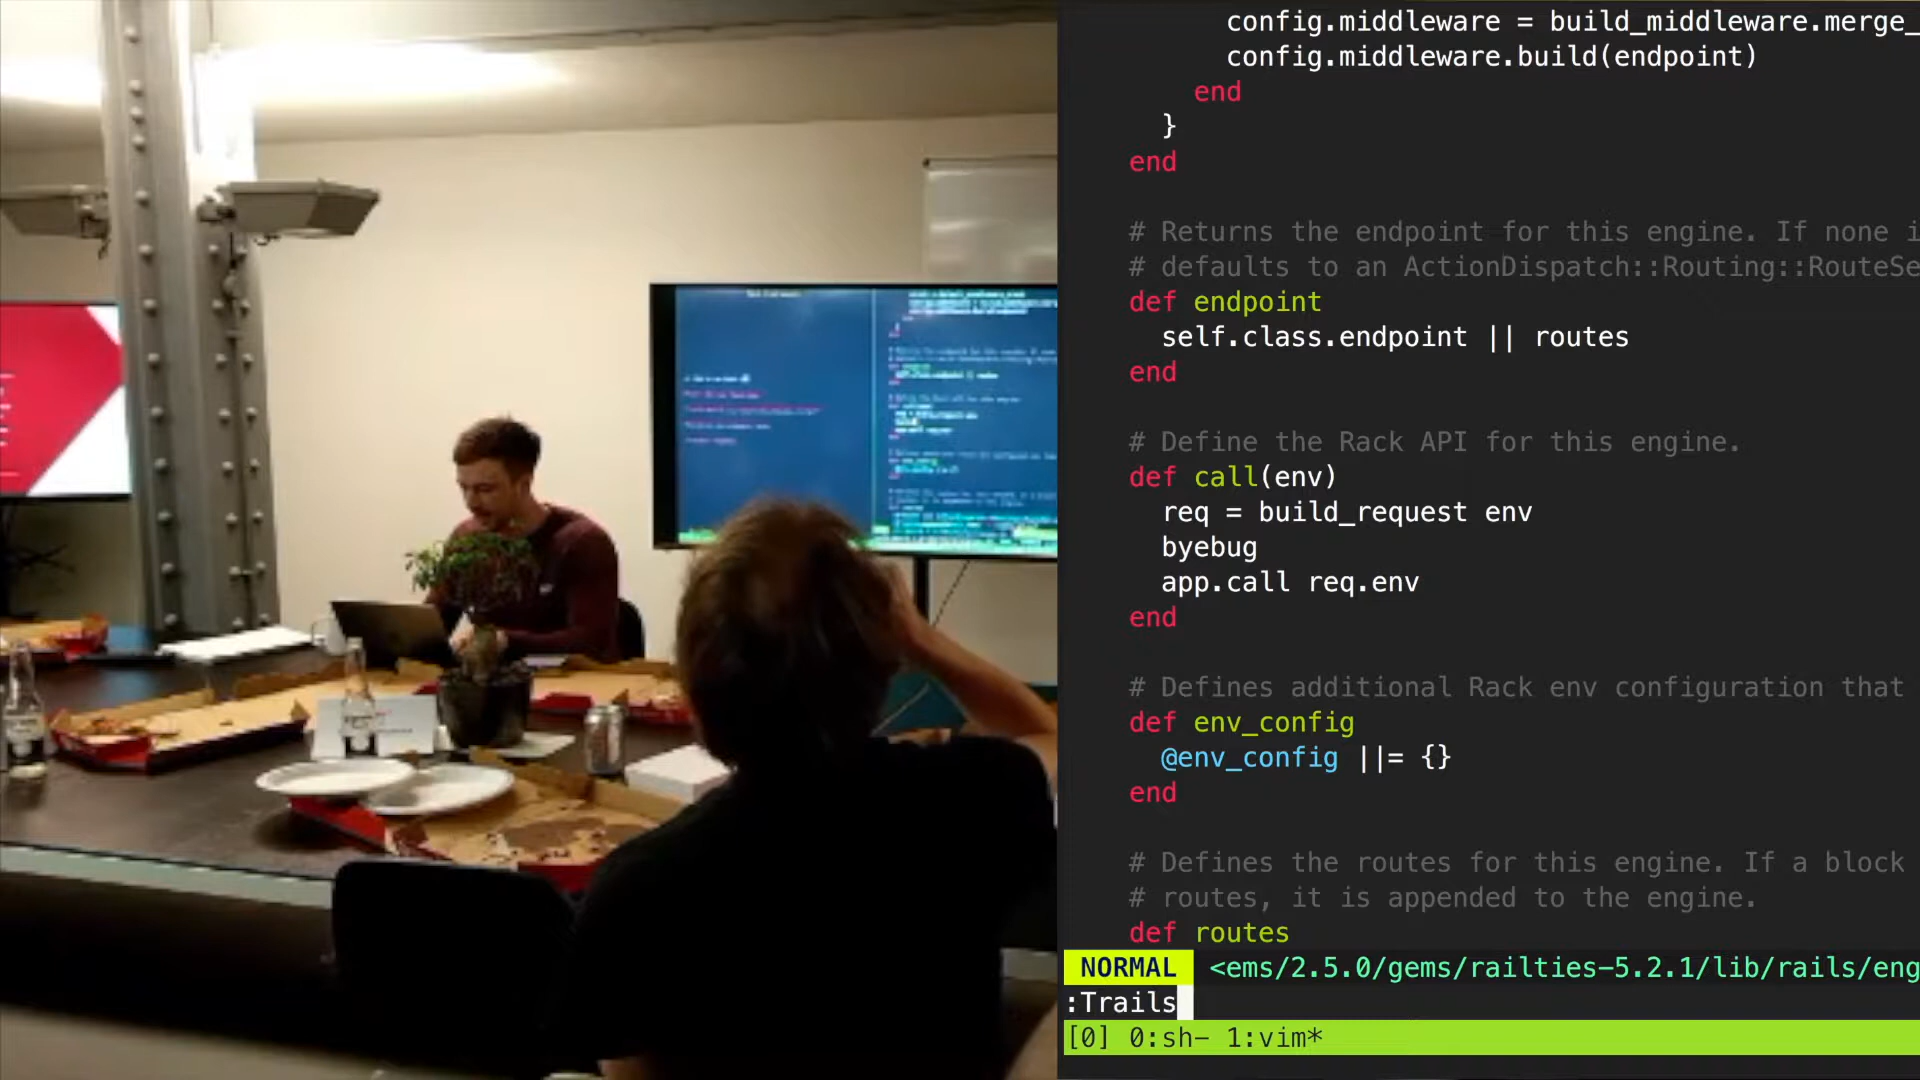 config.middleware = build_middleware.merge_
config.middleware.build(endpoint)
end
}
end
# Returns the endpoint for this engine. If none i
# defaults to an ActionDispatch::Routing::RouteSe
def endpoint
self.class.endpoint || routes
end
# Define the Rack API for this engine.
def call(env)
req = build_request env
byebug
app.call req.env
end
# Defines additional Rack env configuration that
def env_config
@env_config ||= {}
end
# Defines the routes for this engine. If a block
# routes, it is appended to the engine.
def routes
NORMAL <ems/2.5.0/gems/railties-5.2.1/lib/rails/eng
:Trails
[0] 0:sh- 1:vim*